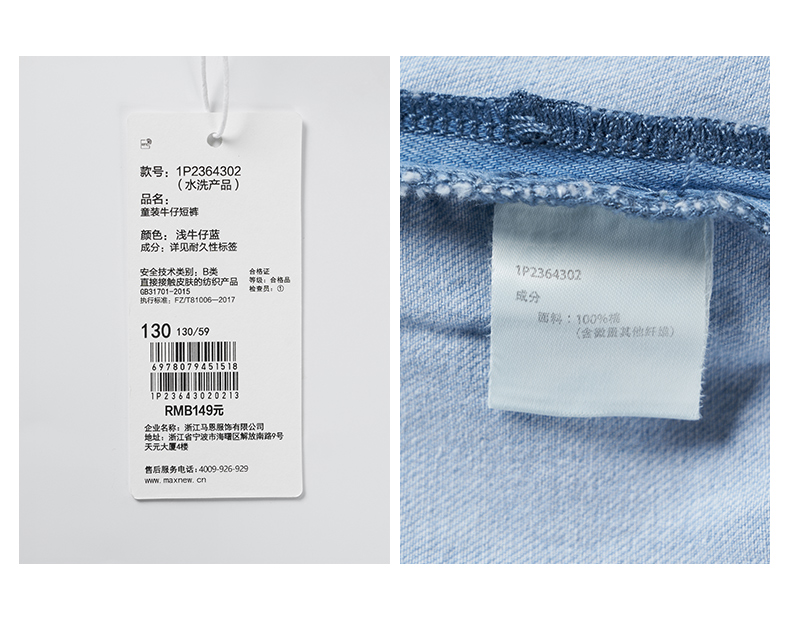 款号：1P2364302
（水洗产品）
品名：
童装牛仔短裤
颜色：浅牛仔蓝
成分：详见耐久性标签
安全技术类别：B类
直接接触皮肤的纺织产品
GB31701-2015
执行标准：FZ/T81006—2017
合格证
等级：合格品
检查员：①
130 130/59
6978079451518
1P23643020213
RMB149元
企业名称：浙江马恩服饰有限公司
地址：浙江省宁波市海曙区解放南路9号
天元大厦4楼
售后服务电话：4009-926-929
www.maxnew.cn
1P2364302
成分
面料：100%棉
（含微量其他纤维）